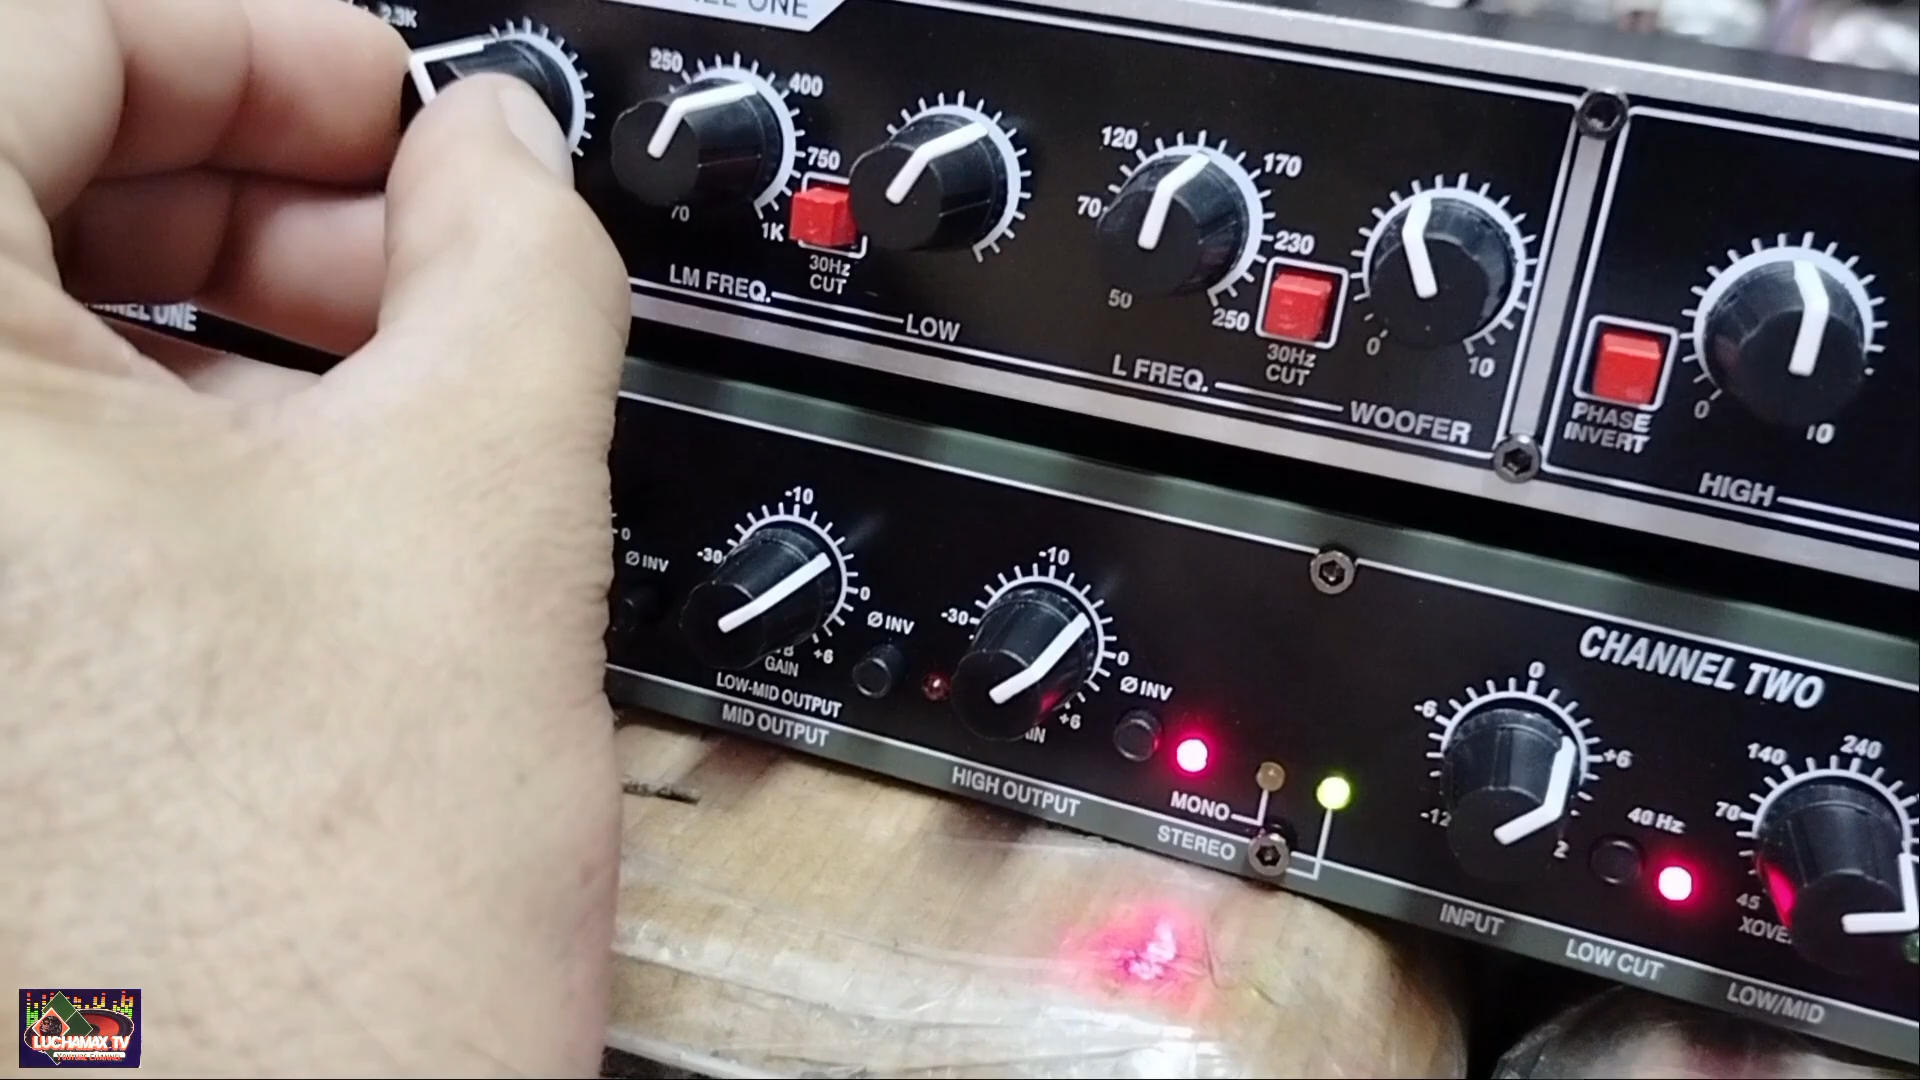 2.3K
250
400
750
1K
70
30Hz
CUT
LM FREQ.
LOW
120
170
70
230
50
250
30Hz
CUT
L FREQ.
WOOFER
0
10
PHASE
INVERT
0
10
HIGH
ONE
0
Ø INV
-10
-30
0
+6
GAIN
Ø INV
LOW-MID OUTPUT
MID OUTPUT
-10
-30
0
+6
Ø INV
HIGH OUTPUT
MONO
STEREO
CHANNEL TWO
0
-6
+6
-12
INPUT
40 Hz
LOW CUT
140
240
70
45
LOW/MID
LUCHAMAX TV
YOUTUBE CHANNEL